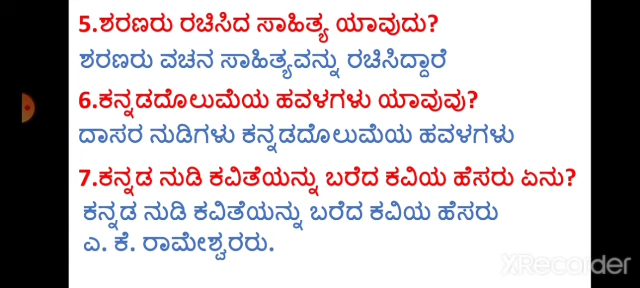 5.ಶರಣರು ರಚಿಸಿದ ಸಾಹಿತ್ಯ ಯಾವುದು?
ಶರಣರು ವಚನ ಸಾಹಿತ್ಯವನ್ನು ರಚಿಸಿದ್ದಾರೆ
6.ಕನ್ನಡದೊಲುಮೆಯ ಹವಳಗಳು ಯಾವುವು?
ದಾಸರ ನುಡಿಗಳು ಕನ್ನಡದೊಲುಮೆಯ ಹವಳಗಳು
7.ಕನ್ನಡ ನುಡಿ ಕವಿತೆಯನ್ನು ಬರೆದ ಕವಿಯ ಹೆಸರು ಏನು?
ಕನ್ನಡ ನುಡಿ ಕವಿತೆಯನ್ನು ಬರೆದ ಕವಿಯ ಹೆಸರು
ಎ. ಕೆ. ರಾಮೇಶ್ವರರು.
XRecorder